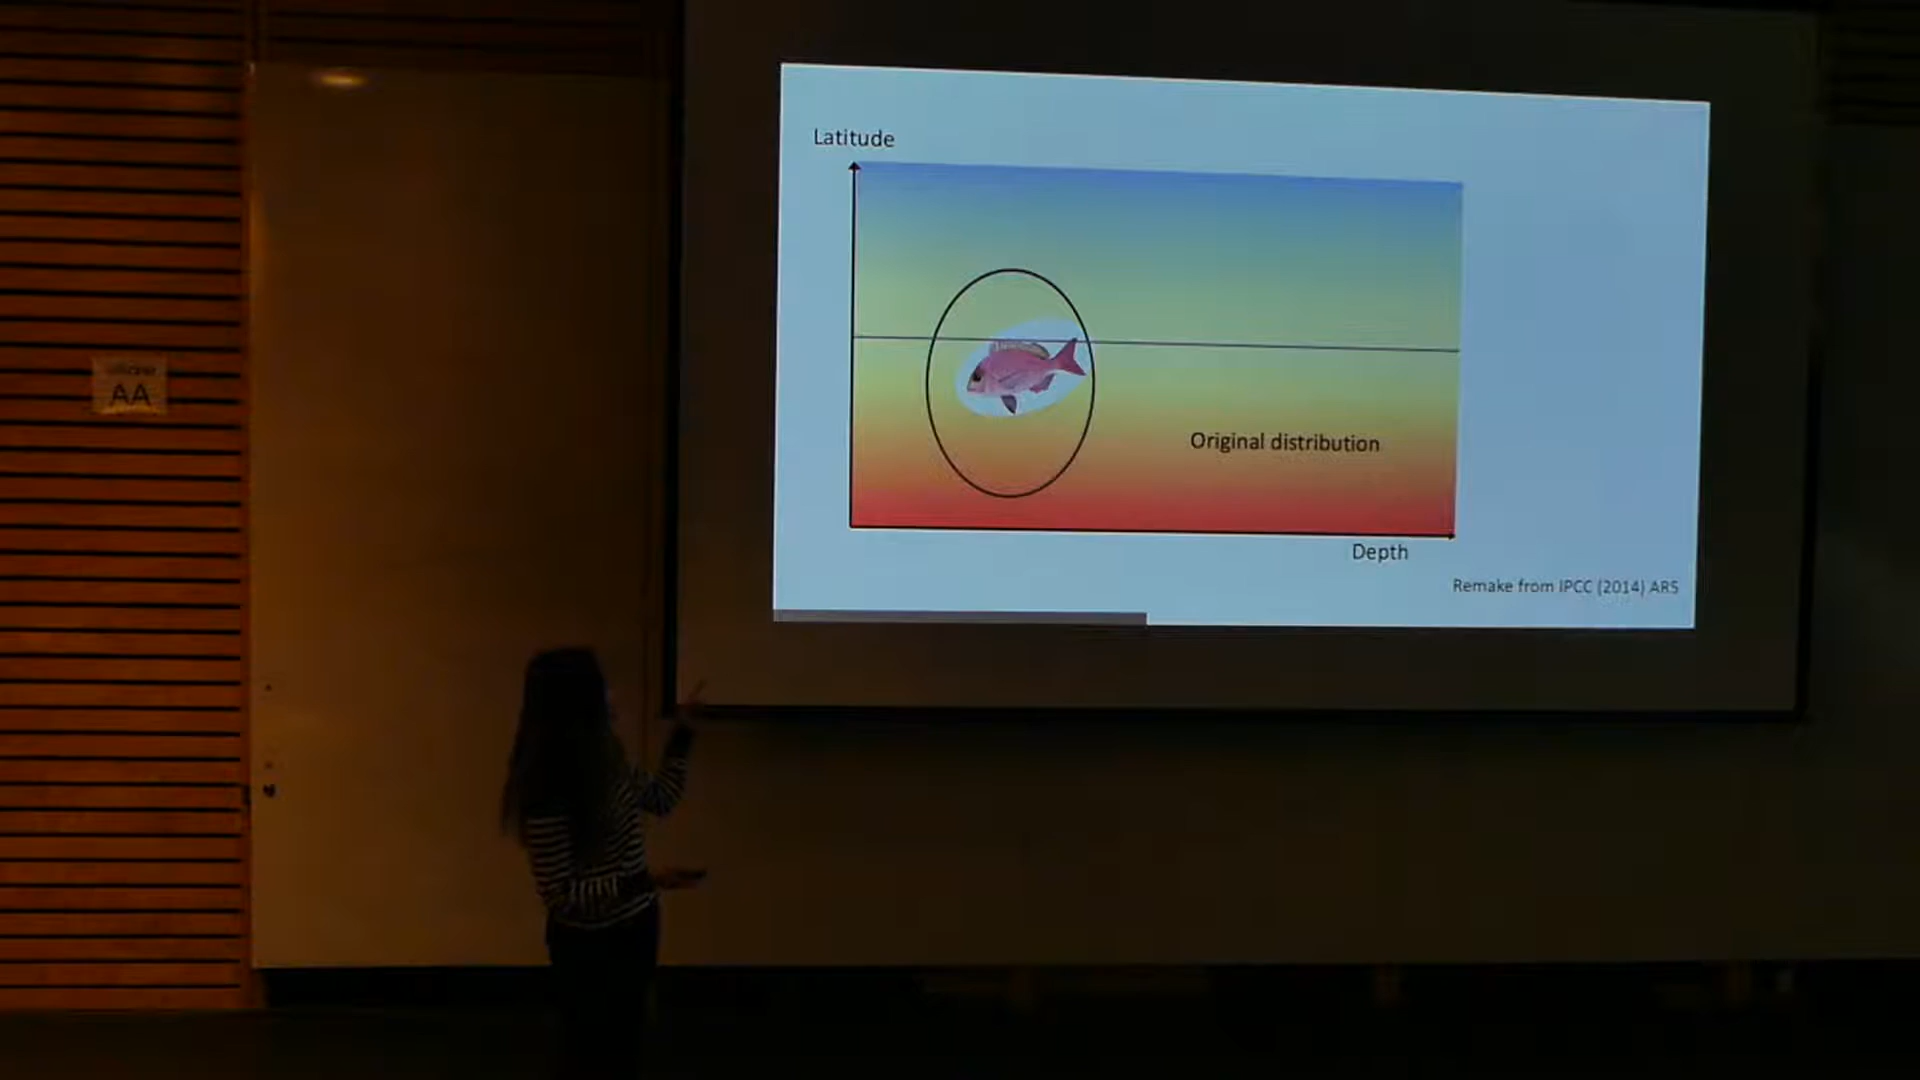 Latitude
Original distribution
Depth
Remake from IPCC (2014) AR5
AA